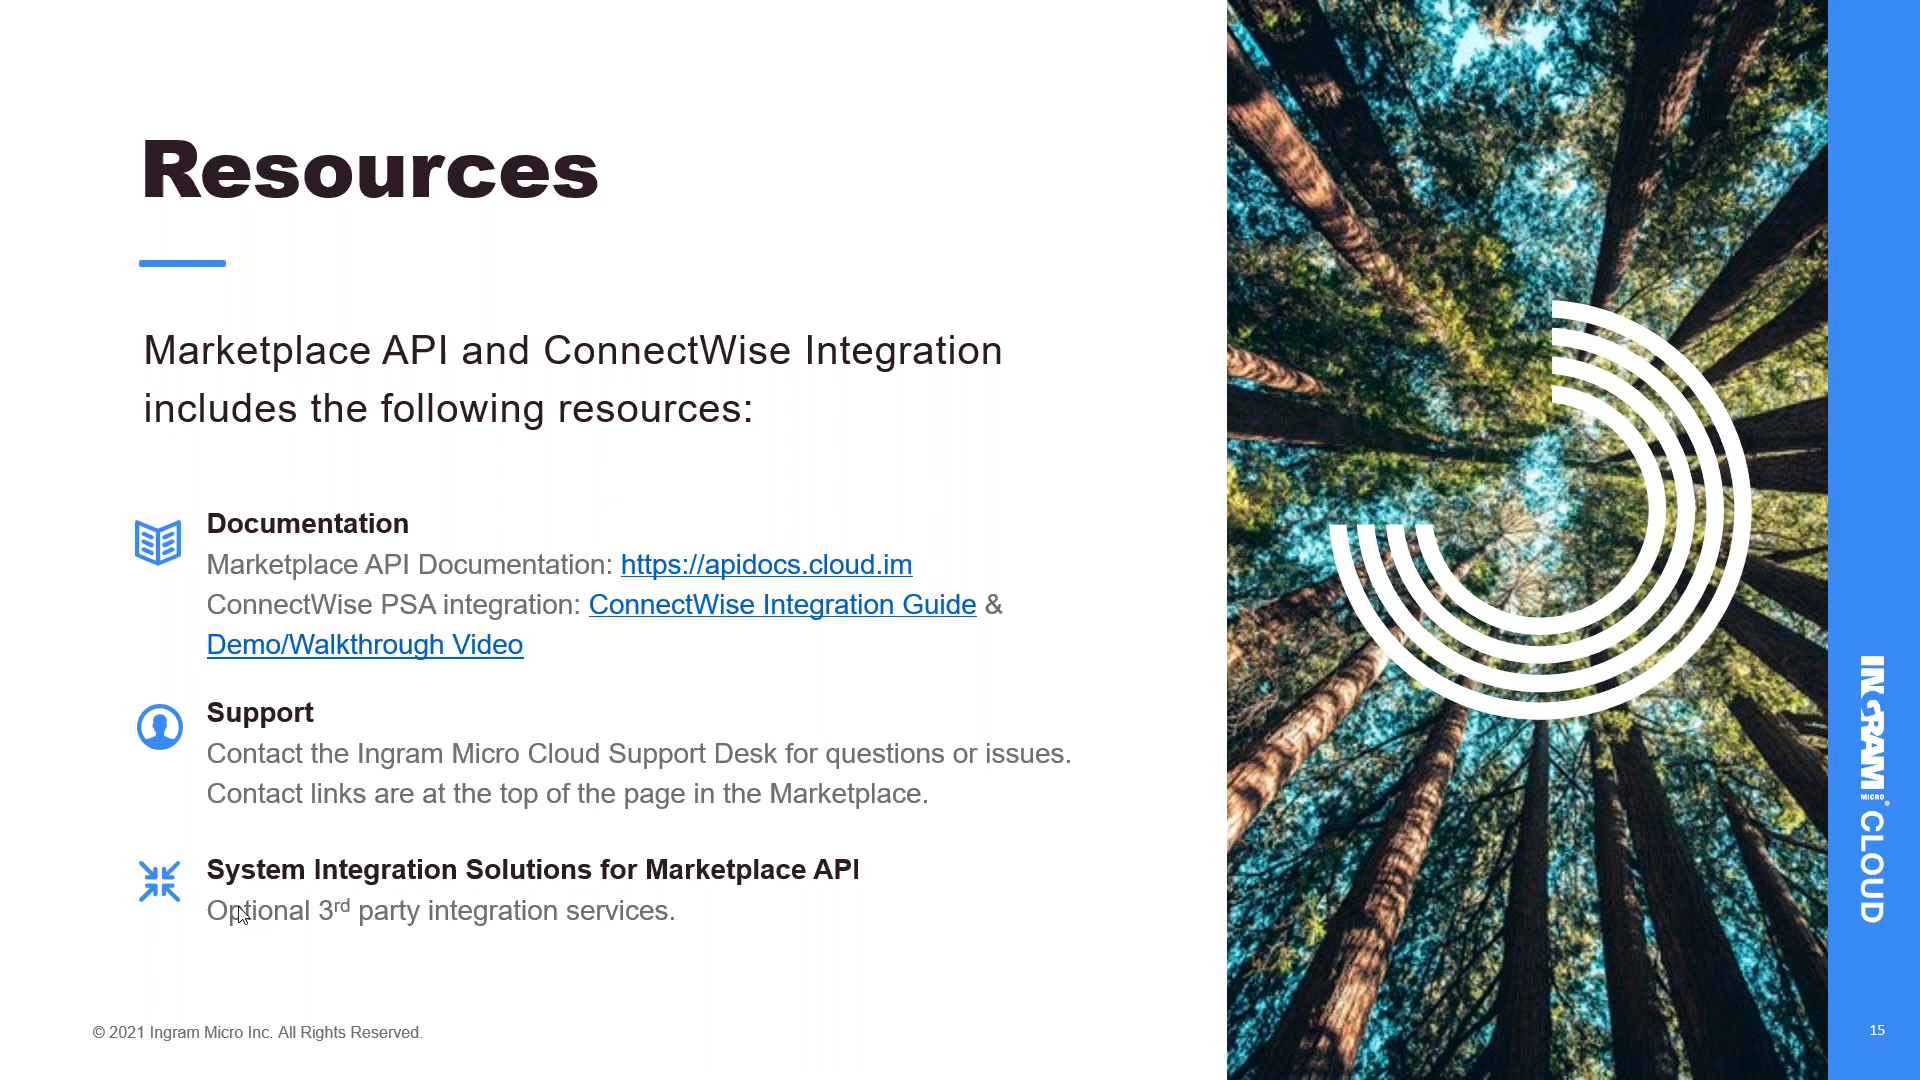 Resources
Marketplace API and ConnectWise Integration
includes the following resources:
Documentation
Marketplace API Documentation: https://apidocs.cloud.im
ConnectWise PSA integration: ConnectWise Integration Guide &
Demo/Walkthrough Video
Support
Contact the Ingram Micro Cloud Support Desk for questions or issues.
Contact links are at the top of the page in the Marketplace.
System Integration Solutions for Marketplace API
Optional 3rd party integration services.
© 2021 Ingram Micro Inc. All Rights Reserved.
INGRAM MICRO® CLOUD
15